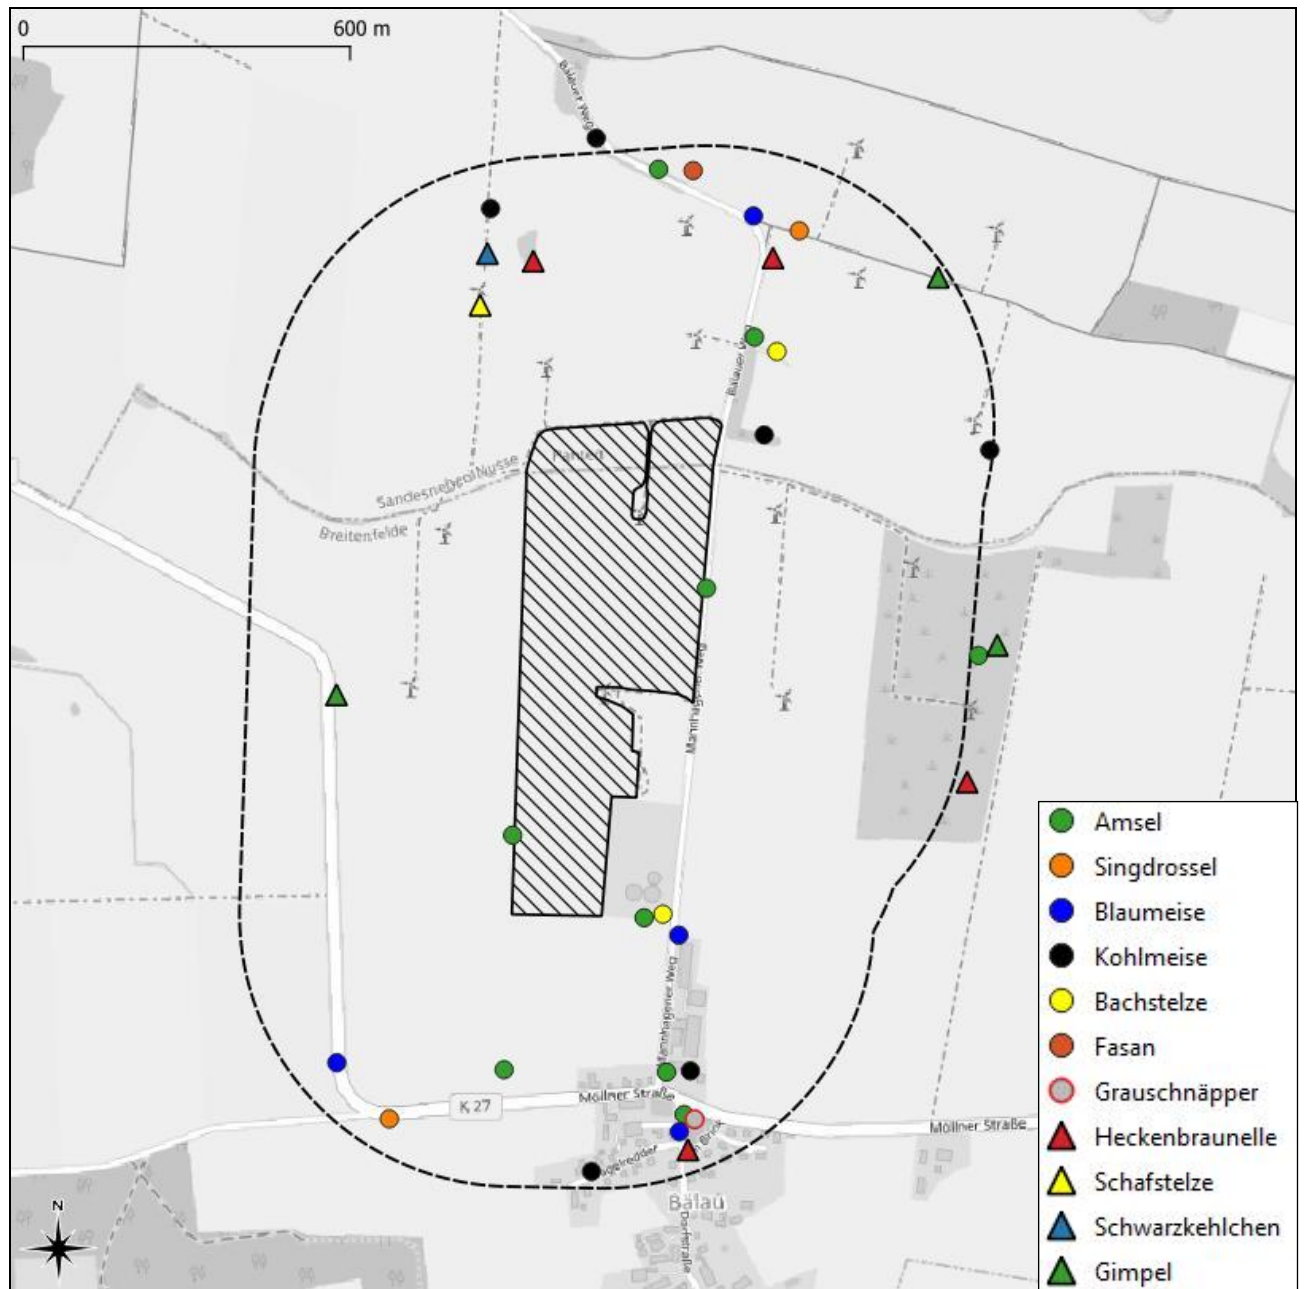 0
600 m
Bälauer Weg
Bälauer Weg
Panten
Sandesneben-Nusse
Breitenfelde
Mannhagener Weg
Mannhagener Weg
Möllner Straße
K 27
Möllner Straße
Bälau
Dorfstraße
N
Amsel
Singdrossel
Blaumeise
Kohlmeise
Bachstelze
Fasan
Grauschnäpper
Heckenbraunelle
Schafstelze
Schwarzkehlchen
Gimpel